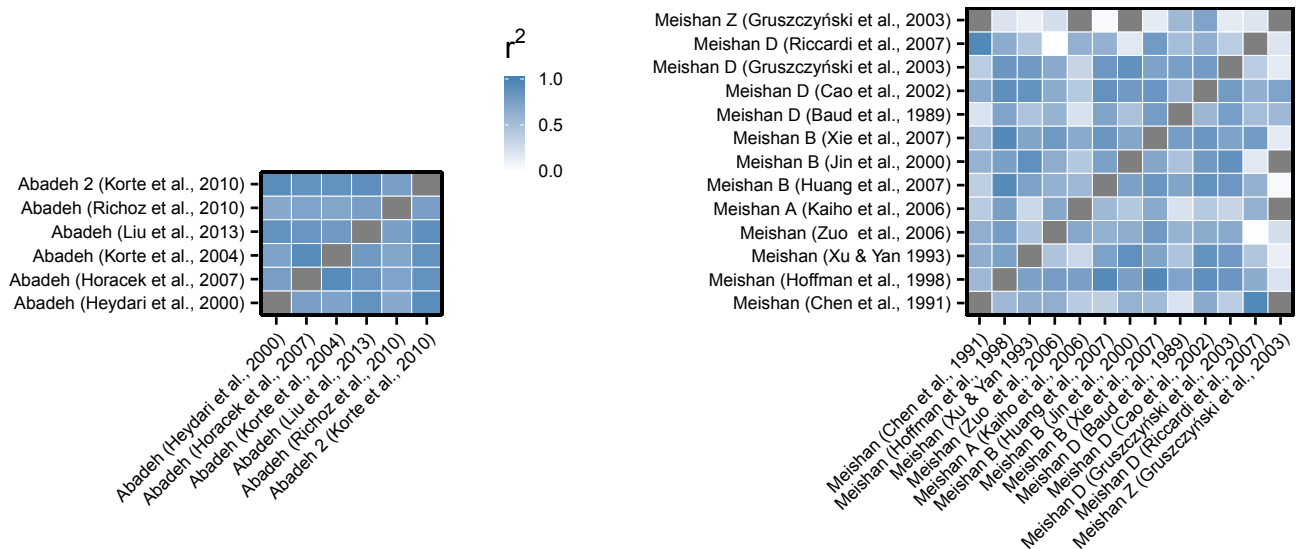 r2
1.0
0.5
0.0
Abadeh 2 (Korte et al., 2010)
Abadeh (Richoz et al., 2010)
Abadeh (Liu et al., 2013)
Abadeh (Korte et al., 2004)
Abadeh (Horacek et al., 2007)
Abadeh (Heydari et al., 2000)
Abadeh (Heydari et al., 2000)
Abadeh (Horacek et al., 2007)
Abadeh (Korte et al., 2004)
Abadeh (Liu et al., 2013)
Abadeh (Richoz et al., 2010)
Abadeh 2 (Korte et al., 2010)
Meishan Z (Gruszczyński et al., 2003)
Meishan D (Riccardi et al., 2007)
Meishan D (Gruszczyński et al., 2003)
Meishan D (Cao et al., 2002)
Meishan D (Baud et al., 1989)
Meishan B (Xie et al., 2007)
Meishan B (Jin et al., 2000)
Meishan B (Huang et al., 2007)
Meishan A (Kaiho et al., 2006)
Meishan (Zuo et al., 2006)
Meishan (Xu & Yan 1993)
Meishan (Hoffman et al., 1998)
Meishan (Chen et al., 1991)
Meishan (Chen et al., 1991)
Meishan (Hoffman et al., 1998)
Meishan (Xu & Yan 1993)
Meishan (Zuo et al., 2006)
Meishan A (Kaiho et al., 2006)
Meishan B (Huang et al., 2007)
Meishan B (Jin et al., 2000)
Meishan B (Xie et al., 2007)
Meishan D (Baud et al., 1989)
Meishan D (Cao et al., 2002)
Meishan D (Gruszczyński et al., 2003)
Meishan D (Riccardi et al., 2007)
Meishan Z (Gruszczyński et al., 2003)